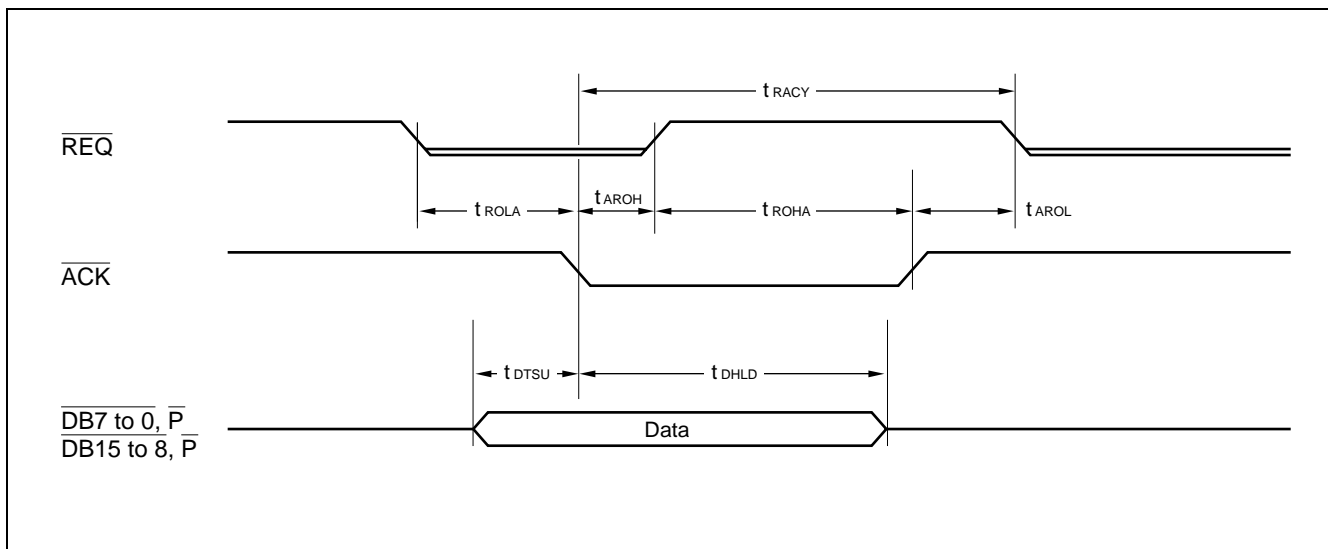 t RACY
REQ
t ROLA
t AROH
t ROHA
t AROL
ACK
t DTSU
t DHLD
DB7 to 0, P
DB15 to 8, P
Data